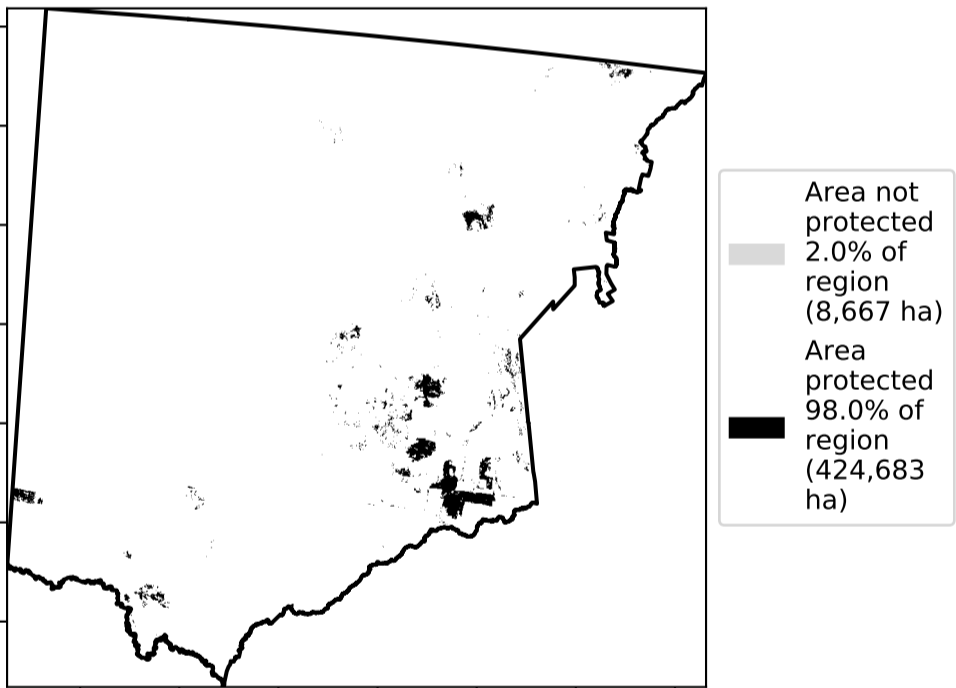 Area not
protected
2.0% of
region
(8,667 ha)
Area
protected
98.0% of
region
(424,683
ha)